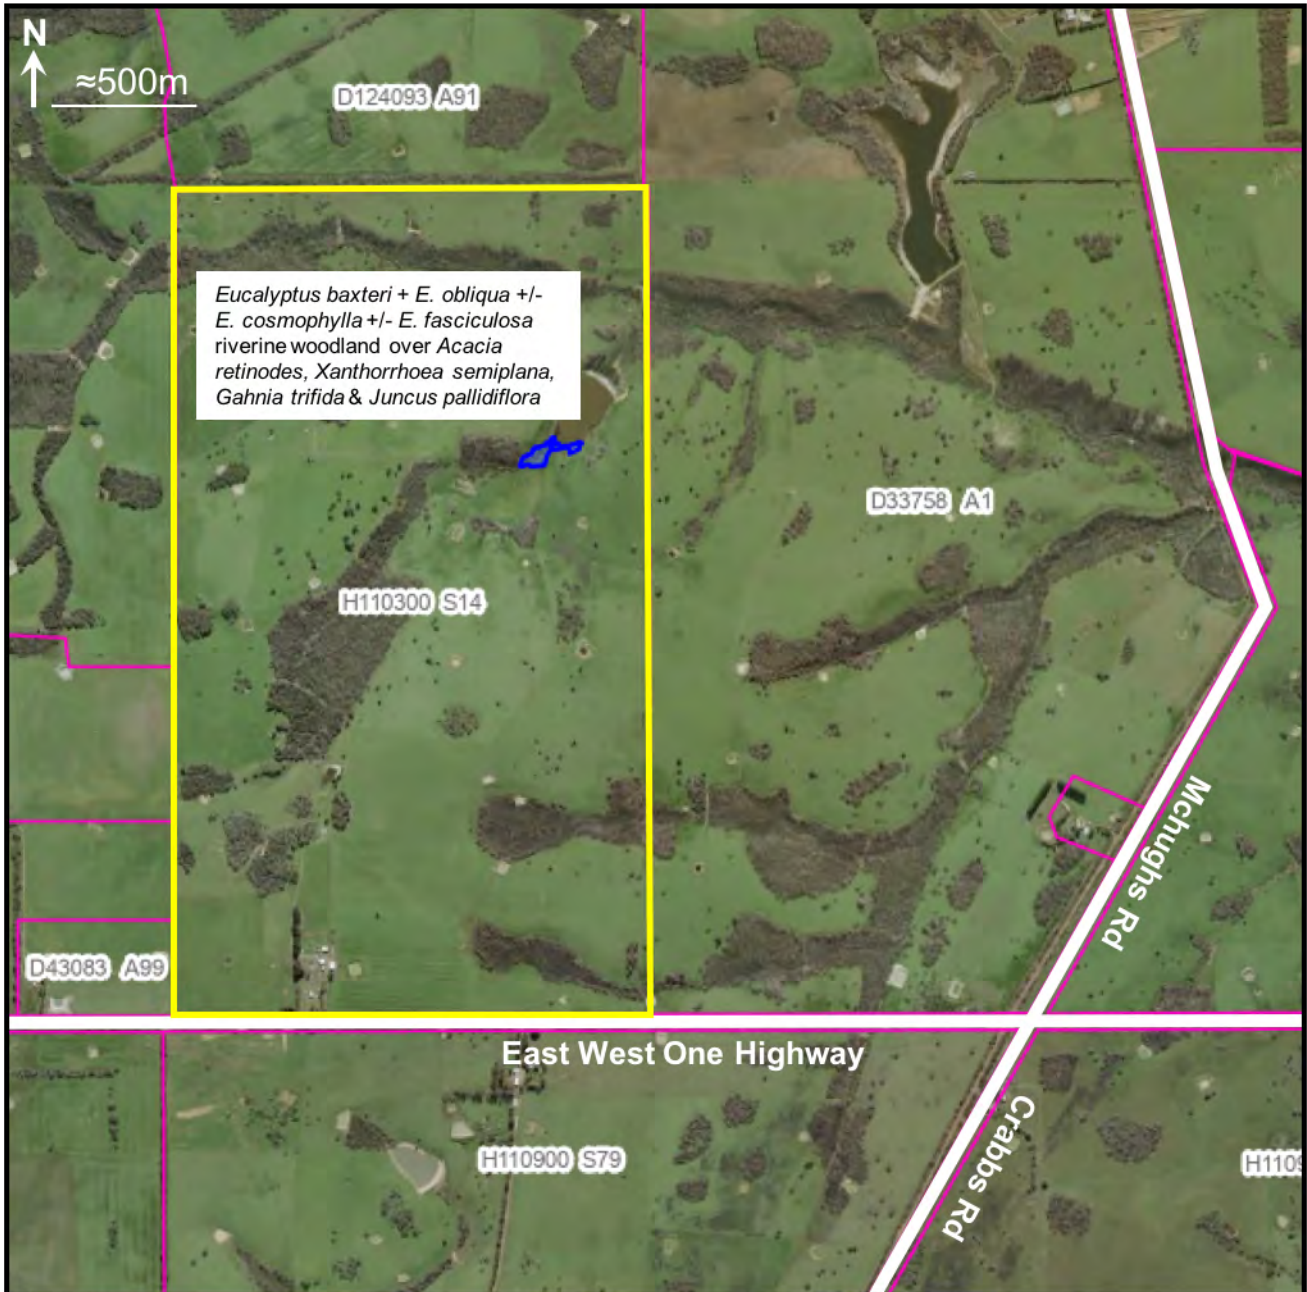 N
≈500m
D124093 A91
Eucalyptus baxteri + E. obliqua +/-
E. cosmophylla +/- E. fasciculosa
riverine woodland over Acacia
retinodes, Xanthorrhoea semiplana,
Gahnia trifida & Juncus pallidiflora
D33758 A1
H110300 S14
Mchughs Rd
D43083 A99
East West One Highway
Crabbs Rd
H110900 S79
H1109